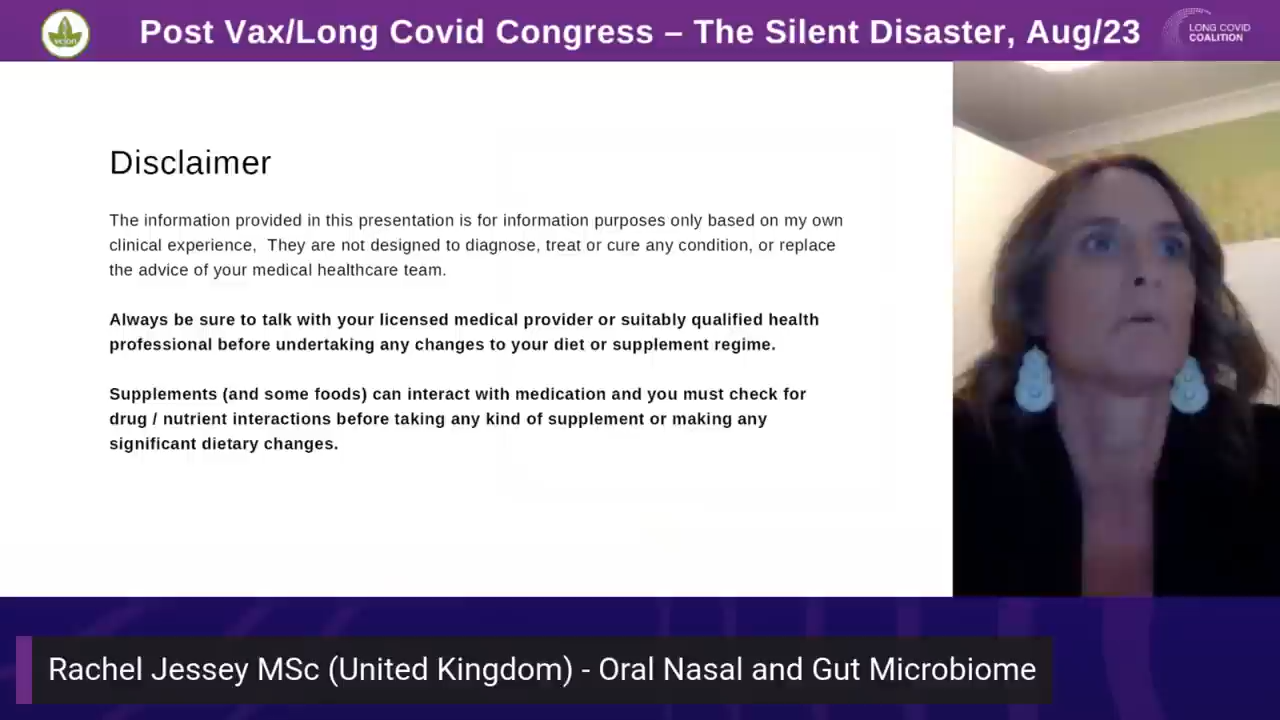 Post Vax/Long Covid Congress – The Silent Disaster, Aug/23
LONG COVID
COALITION
Disclaimer
The information provided in this presentation is for information purposes only based on my own
clinical experience,  They are not designed to diagnose, treat or cure any condition, or replace
the advice of your medical healthcare team.
Always be sure to talk with your licensed medical provider or suitably qualified health
professional before undertaking any changes to your diet or supplement regime.
Supplements (and some foods) can interact with medication and you must check for
drug / nutrient interactions before taking any kind of supplement or making any
significant dietary changes.
Rachel Jessey MSc (United Kingdom) - Oral Nasal and Gut Microbiome